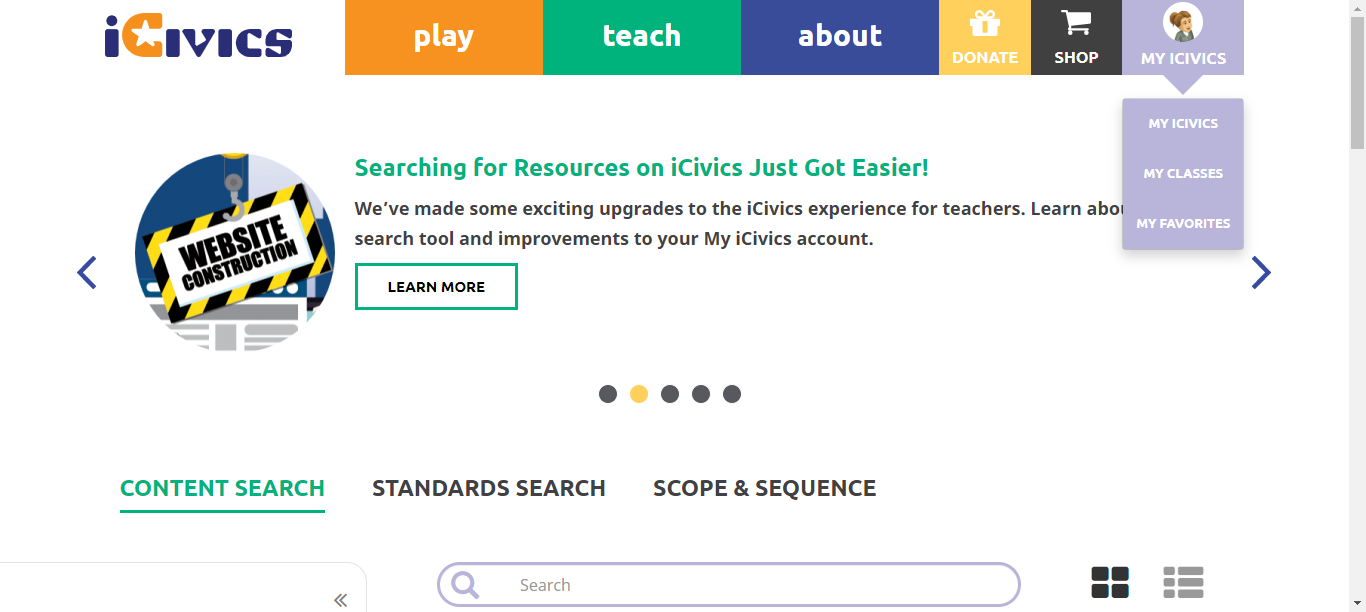 iCivics
play
teach
about
DONATE
SHOP
MY ICIVICS
MY ICIVICS
MY CLASSES
MY FAVORITES
WEBSITE
CONSTRUCTION
Searching for Resources on iCivics Just Got Easier!
We’ve made some exciting upgrades to the iCivics experience for teachers. Learn
search tool and improvements to your My iCivics account.
LEARN MORE
CONTENT SEARCH
STANDARDS SEARCH
SCOPE & SEQUENCE
Search